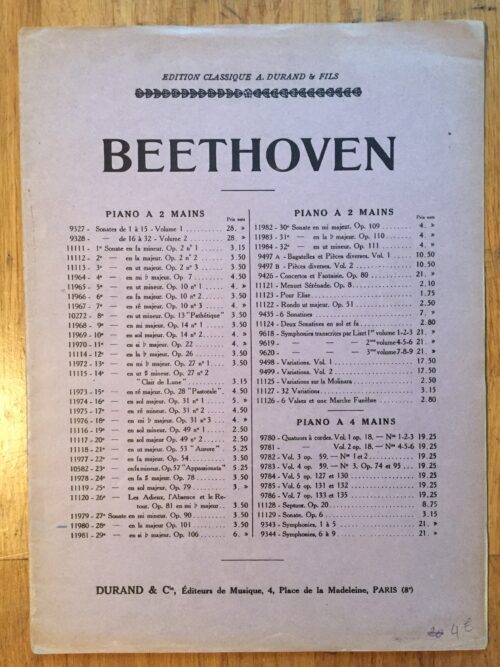 EDITION CLASSIQUE A. DURAND & FILS
BEETHOVEN
PIANO A 2 MAINS
Prix nets
9327 - Sonates de 1 à 15 - Volume 1 28. »
9328 - — de 16 à 32 - Volume 2 28. »
11111 - 1e Sonate en fa mineur, Op. 2 no 1 3.15
11112 - 2e — en la majeur, Op. 2 no 2 3.50
11113 - 3e — en ut majeur, Op. 2 no 3 3.50
11964 - 4e — en mi b majeur, Op. 7 4.50
11965 - 5e — en ut mineur, Op. 10 no 1 4. »
11966 - 6e — en fa majeur, Op. 10 no 2 3.50
11967 - 7e — en ré majeur, Op. 10 no 3 4. »
10272 - 8e — en ut mineur, Op. 13 "Pathétique" 3.50
11968 - 9e — en mi majeur, Op. 14 no 1 3.50
11969 - 10e — en sol majeur, Op. 14 no 2 4. »
11970 - 11e — en si b majeur, Op. 22 4. »
11114 - 12e — en la b majeur, Op. 26 3.50
11972 - 13e — en mi b majeur, Op. 27 no 1 3.50
11115 - 14e — en ut # mineur, Op. 27 no 2
"Clair de Lune" 3.15
11973 - 15e — en ré majeur, Op. 28 "Pastorale" 4.50
11974 - 16e — en sol majeur, Op. 31 no 1 5. »
11975 - 17e — en ré mineur, Op. 31 no 2 4.50
11976 - 18e — en mi b majeur, Op. 31 no 3 4. »
11116 - 19e — en sol mineur, Op. 49 no 1 2.50
11117 - 20e — en sol majeur, Op. 49 no 2 2.50
11118 - 21e — en ut majeur, Op. 53 "Aurore" 5.25
11977 - 22e — en fa majeur, Op. 54 3.50
10582 - 23e — en fa mineur, Op. 57 "Appassionata" 5.25
11978 - 24e — en fa # majeur, Op. 78 3.50
11119 - 25e — en sol majeur, Op. 79 3. »
11120 - 26e — Les Adieux, l'Absence et le Re-
tour, Op. 81 en mi b majeur 3.50
11979 - 27e Sonate en mi mineur, Op. 90 3.50
11980 - 28e — en la majeur, Op. 101 3.50
11981 - 29e — en si b majeur, Op. 106 6. »
PIANO A 2 MAINS
Prix nets
11982 - 30e Sonate en mi majeur, Op. 109 4. »
11983 - 31e — en la b majeur, Op. 110 4. »
11984 - 32e — en ut mineur, Op. 111 4. »
9497 A - Bagatelles et Pièces diverses, Vol. 1 10.50
9497 B - Pièces diverses, Vol. 2 10.50
9426 - Concertos et Fantaisie, Op. 80 21. »
11121 - Menuet Sérénade, Op. 8 2.10
11123 - Pour Elise 1.75
11122 - Rondo ut majeur, Op. 51 2.50
9435 - 6 Sonatines 7. »
11124 - Deux Sonatines en sol et fa 2.80
9618 - Symphonies transcrites par Liszt 1er volume 1-2-3 21. »
9619 - — 2me volume 4-5-6 21. »
9620 - — 3me volume 7-8-9 21. »
9498 - Variations, Vol. 1 17.50
9499 - Variations, Vol. 2 17.50
11125 - Variations sur la Molinara 2.50
11127 - 32 Variations 3.15
11126 - 6 Valses et une Marche Funèbre 2.80
PIANO A 4 MAINS
9780 - Quatuors à cordes, Vol. 1 op. 18, — Nos 1-2-3 19.25
9781 - — Vol. 2 op. 18, — Nos 4-5-6 19.25
9782 - Vol. 3 op. 59, — Nos 1 et 2 19.25
9783 - Vol. 4 op. 59, — No 3, Op. 74 et 95 19.25
9784 - Vol. 5 op. 127 et 130 19.25
9785 - Vol. 6 op. 131 et 132 19.25
9786 - Vol. 7 op. 133 et 135 19.25
11128 - Septuor, Op. 20 8.75
11129 - Sonate, Op. 6 3.15
9343 - Symphonies, 1 à 5 21. »
9344 - Symphonies, 6 à 9 21. »
DURAND & Cie, Éditeurs de Musique, 4, Place de la Madeleine, PARIS (8e)
4€